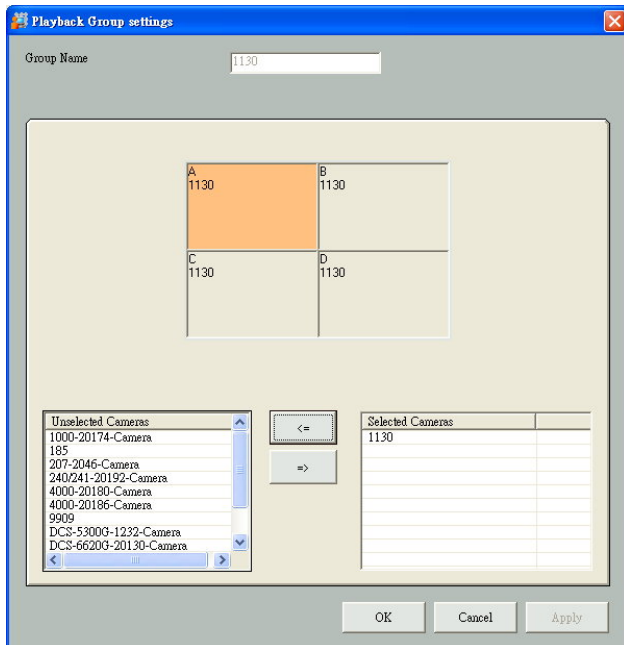 Playback Group settings
Group Name 1130
A B
1130 1130
C D
1130 1130
Unselected Cameras
1000-20174-Camera
185
207-2046-Camera
240/241-20192-Camera
4000-20180-Camera
4000-20186-Camera
9909
DCS-5300G-1232-Camera
DCS-6620G-20130-Camera
<=
=>
Selected Cameras
1130
OK Cancel Apply